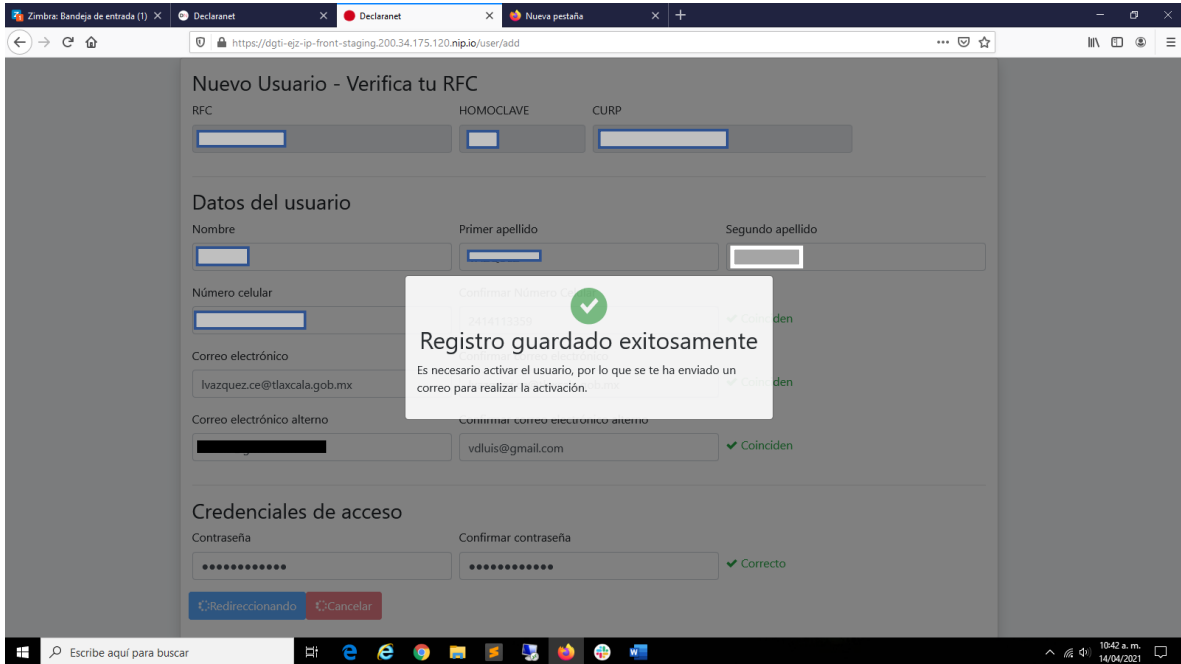 Zimbra: Bandeja de entrada (1)
Declaranet
Declaranet
Nueva pestaña
https://dgti-ejz-ip-front-staging.200.34.175.120.nip.io/user/add
Nuevo Usuario - Verifica tu RFC
RFC HOMOCLAVE CURP
Datos del usuario
Nombre Primer apellido Segundo apellido
Número celular Confirmar Número Celular
Coinciden
Registro guardado exitosamente
Correo electrónico
Es necesario activar el usuario, por lo que se te ha enviado un
correo para realizar la activación.
lvazquez.ce@tlaxcala.gob.mx Coinciden
Correo electrónico alterno Confirmar correo electrónico alterno
vdluis@gmail.com Coinciden
Credenciales de acceso
Contraseña Confirmar contraseña
•••••••••••• •••••••••••• Correcto
Redireccionando Cancelar
Escribe aquí para buscar
10:42 a. m.
14/04/2021